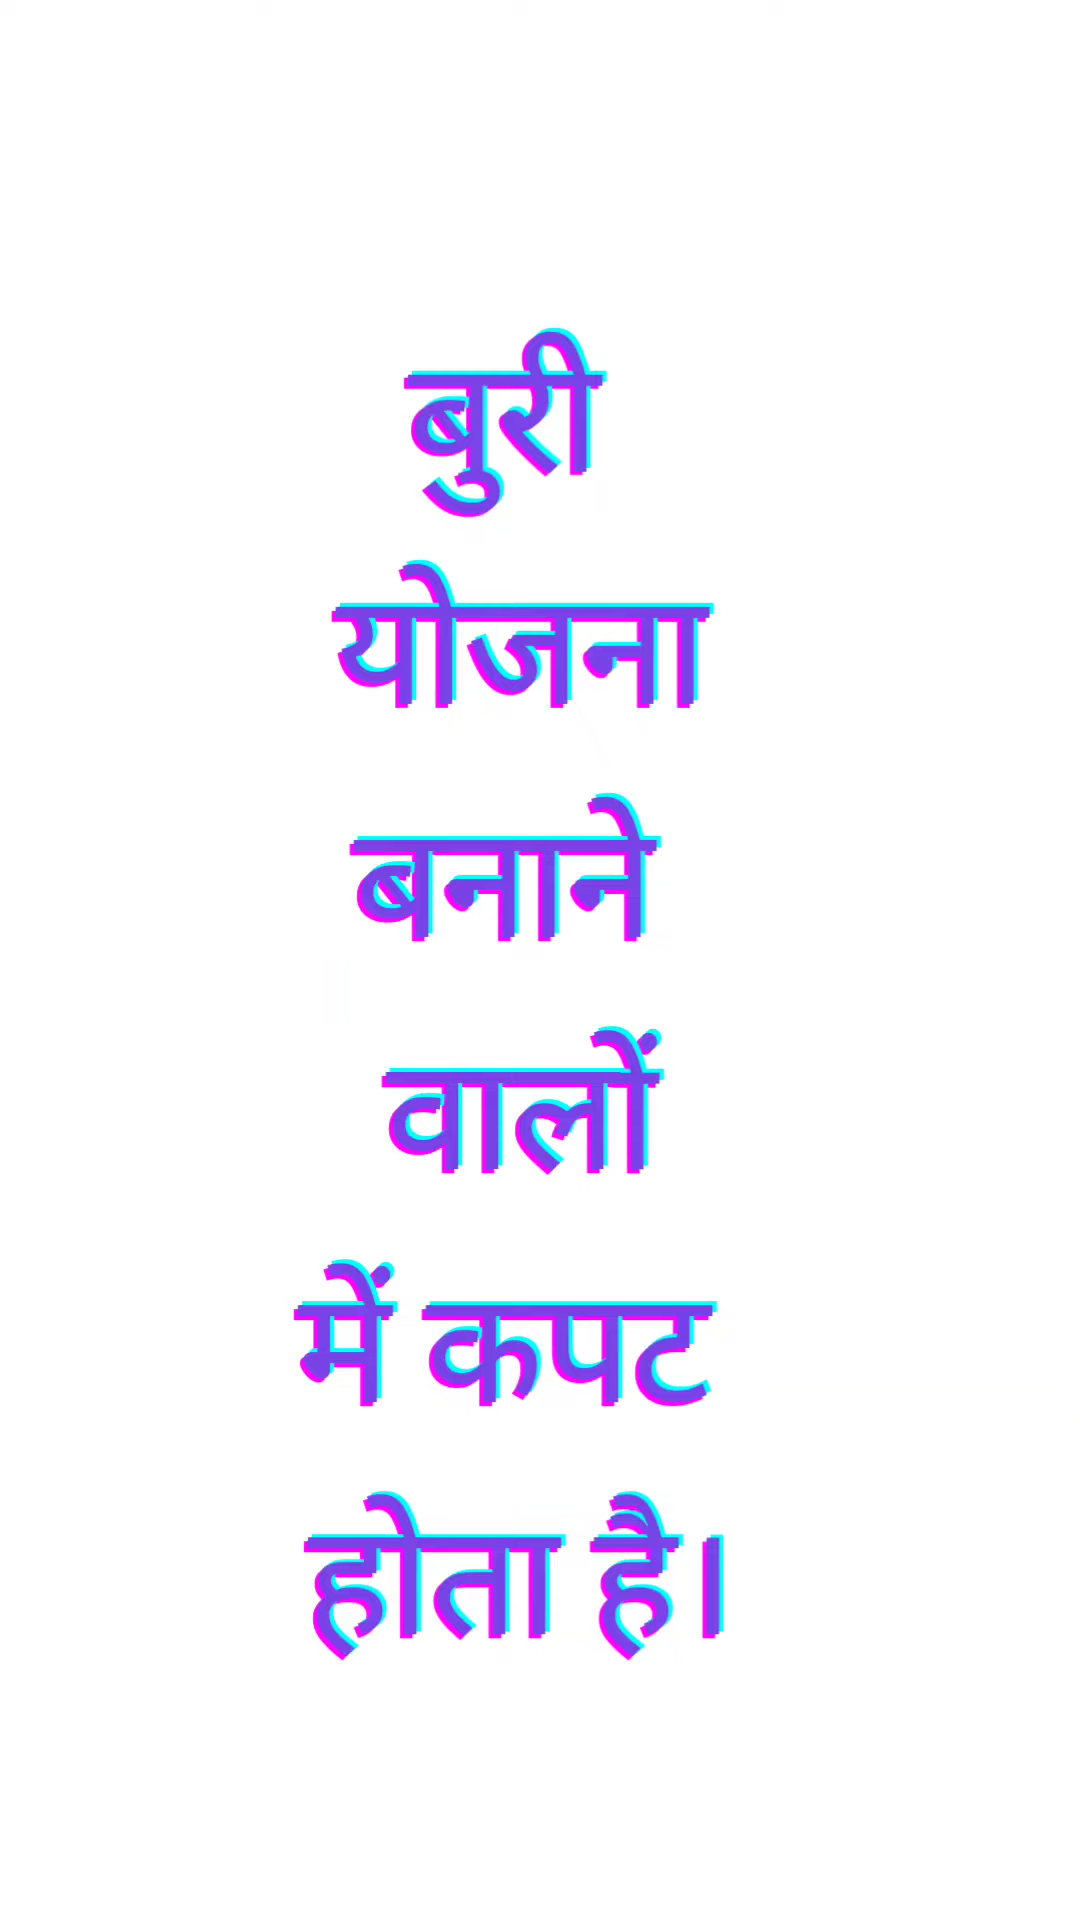 बुरी
योजना
बनाने
वालों
में कपट
होता है।